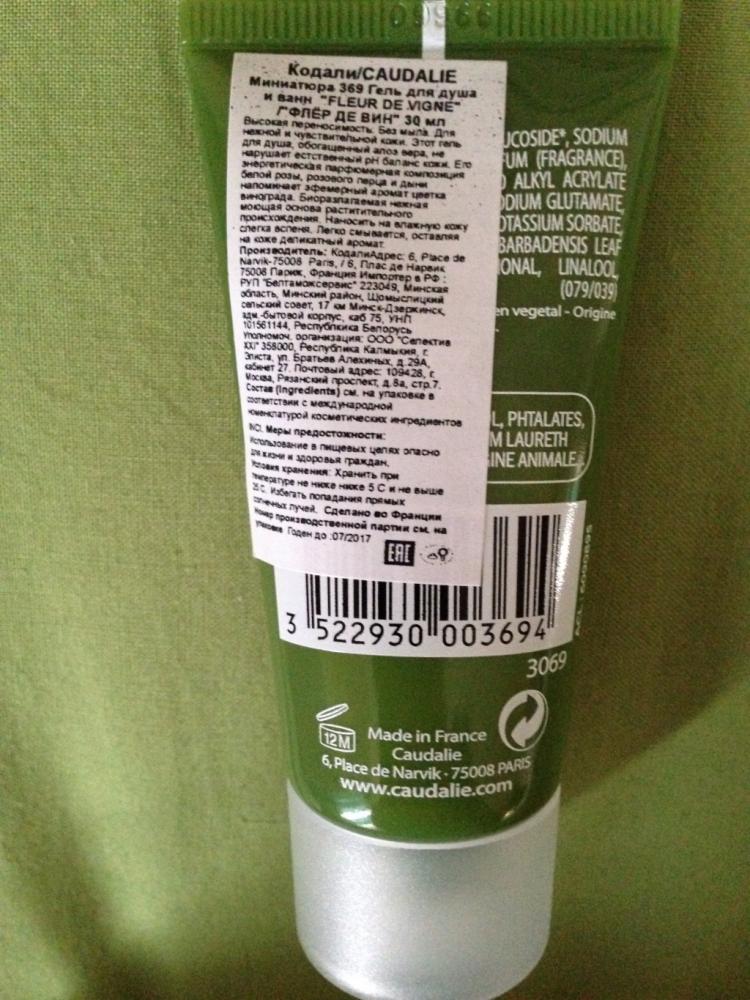 09966
Кодали/CAUDALIE
Миниатюра 369 Гель для душа
и ванн "FLEUR DE VIGNE"
/"ФЛЁР ДЕ ВИН" 30 мл
Высокая переносимость. Без мыла. Для
нежной и чувствительной кожи. Этот гель
для душа, обогащенный алоэ вера, не
нарушает естственный pH баланс кожи. Его
энергетическая парфюмерная композиция
белой розы, розового перца и дыни
напоминает эфемерный аромат цветка
винограда. Биоразлагаемая нежная
моющая основа раститительного
происхождения. Наносить на влажную кожу
слегка вспеня. Легко смывается, оставляя
на коже деликатный аромат.
Производитель: КодалиАдрес: 6, Place de
Narvik-75008 Paris, / 6, Плас де Нарвик
75008 Париж, Франция Импортер в РФ :
РУП "Белтаможсервис" 223049, Минская
область, Минский район, Щомыслицкий
сельский совет, 17 км Минск-Дзержинск,
адм.-бытовой корпус, каб 75, УНП
101561144, Республкика Белорусь
Уполномоч. организация: ООО "Селектив
XXI" 358000, Республика Калмыкия, г.
Элиста, ул. Братьев Алехиных, д.29А,
кабинет 27. Почтовый адрес: 109428, г.
Москва, Рязанский проспект, д.8а, стр.7.
Состав (Ingredients) см. на упаковке в
соответствии с международной
номенклатурой косметических ингредиентов
INCI. Меры предостожности:
Использование в пищевых целях опасно
для жизни и здоровья граждан.
Условия хранения: Хранить при
температуре не ниже ниже 5 С и не выше
25 С. Избегать попадания прямых
солнечных лучей. Сделано во Франции
Номер производственной партии см. на
упаковке Годен до :07/2017
EAC
UCOSIDE*, SODIUM
FUM (FRAGRANCE),
ALKYL ACRYLATE
ODIUM GLUTAMATE,
OTASSIUM SORBATE,
BARBADENSIS LEAF
IONAL, LINALOOL,
(079/039)
en vegetal - Origine
L, PHTALATES,
M LAURETH
INE ANIMALE.
3 522930 003694
3069
12M
Made in France
Caudalie
6, Place de Narvik · 75008 PARIS
www.caudalie.com